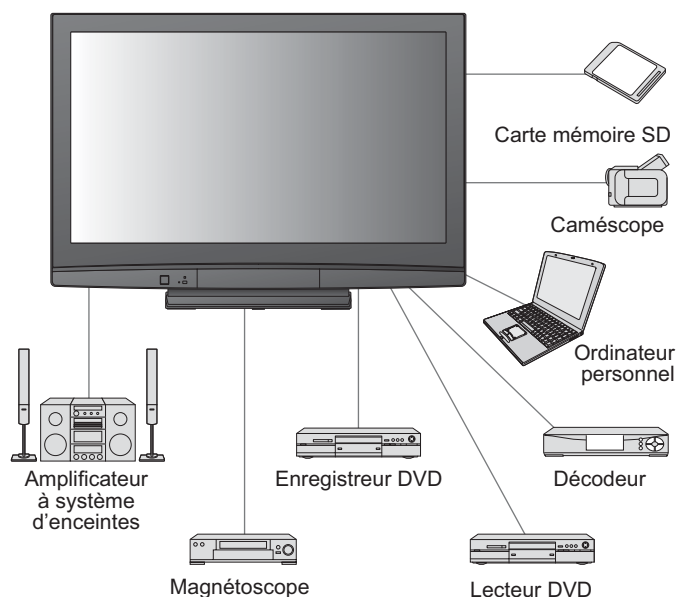 Carte mémoire SD
Caméscope
Ordinateur
personnel
Amplificateur
à système
d'enceintes
Enregistreur DVD
Décodeur
Magnétoscope
Lecteur DVD